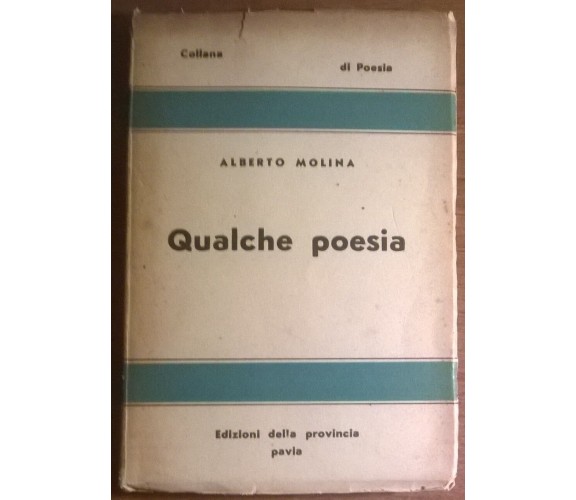 Collana di Poesia
ALBERTO MOLINA
Qualche poesia
Edizioni della provincia
pavia